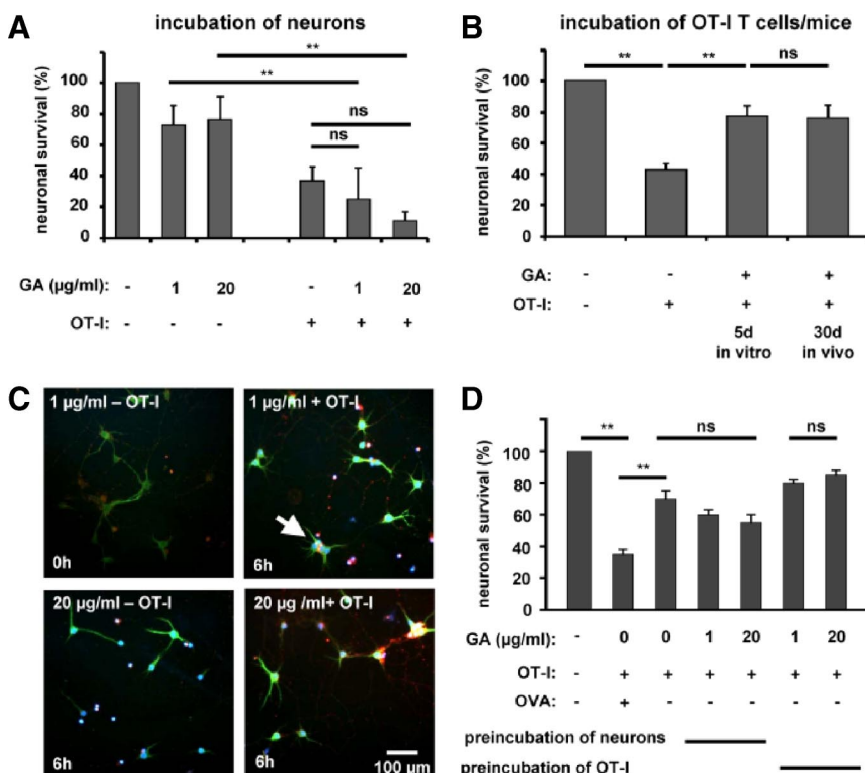 A
incubation of neurons
neuronal survival (%)
100
80
60
40
20
0
**
**
ns
ns
GA (µg/ml): - 1 20 - 1 20
OT-I: - - - + + +
B
incubation of OT-I T cells/mice
neuronal survival (%)
100
80
60
40
20
0
** ** ns
GA: - - + +
OT-I: - + + +
5d 30d
in vitro in vivo
C
1 µg/ml – OT-I
0h
1 µg/ml + OT-I
6h
20 µg/ml – OT-I
6h
20 µg /ml+ OT-I
6h
100 µm
D
neuronal survival (%)
100
80
60
40
20
0
** ns ns
**
GA (µg/ml): - 0 0 1 20 1 20
OT-I: - + + + + + +
OVA: - + - - - - -
preincubation of neurons
preincubation of OT-I